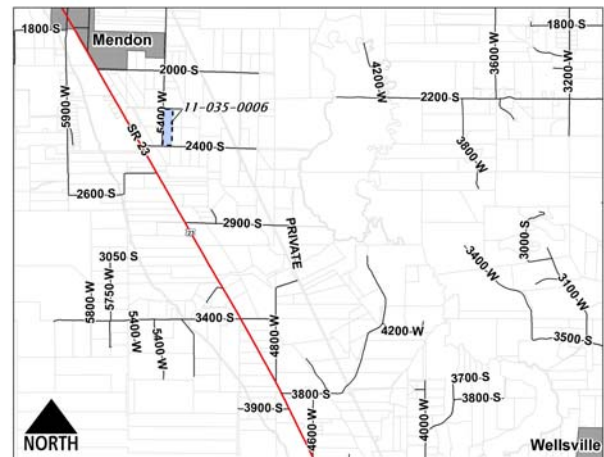 1800 S
Mendon
5900 W
2000 S
5400 W
11-035-0006
SR-23
2400 S
2600 S
4200 W
3600 W
1800 S
3200 W
2200 S
3800 W
2900 S
23
PRIVATE
3050 S
5800 W
5750 W
5400 W
5400 W
3400 S
4800 W
4200 W
3400 W
3000 S
3100 W
3500 S
3800 S
3900 S
4600 W
4000 W
3700 S
3800 S
NORTH
Wellsville